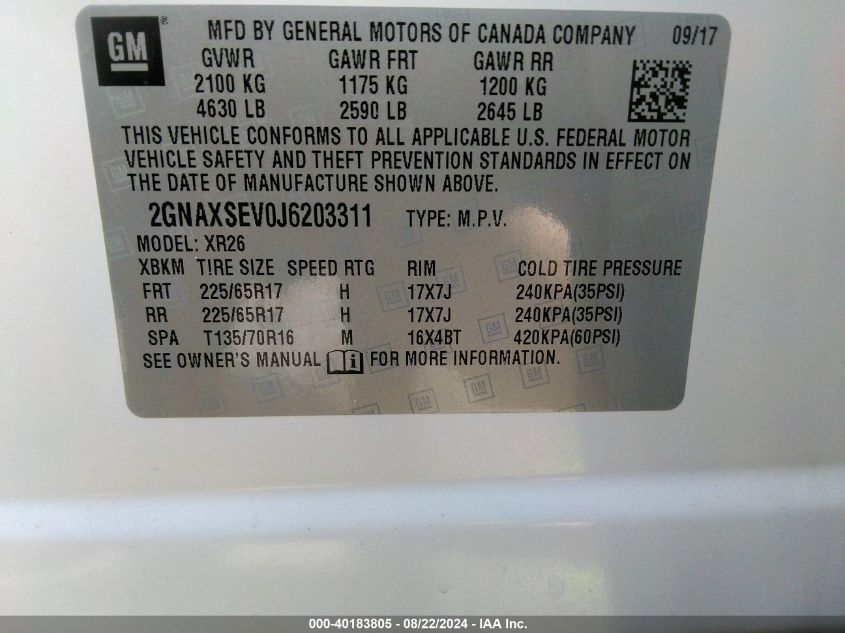 GM ®
MFD BY GENERAL MOTORS OF CANADA COMPANY 09/17
GVWR GAWR FRT GAWR RR
2100 KG 1175 KG 1200 KG
4630 LB 2590 LB 2645 LB
THIS VEHICLE CONFORMS TO ALL APPLICABLE U.S. FEDERAL MOTOR
VEHICLE SAFETY AND THEFT PREVENTION STANDARDS IN EFFECT ON
THE DATE OF MANUFACTURE SHOWN ABOVE.
2GNAXSEV0J6203311 TYPE: M.P.V.
MODEL: XR26
XBKM TIRE SIZE SPEED RTG RIM COLD TIRE PRESSURE
FRT 225/65R17 H 17X7J 240KPA(35PSI)
RR 225/65R17 H 17X7J 240KPA(35PSI)
SPA T135/70R16 M 16X4BT 420KPA(60PSI)
SEE OWNER'S MANUAL i FOR MORE INFORMATION.
000-40183805 - 08/22/2024 - IAA Inc.